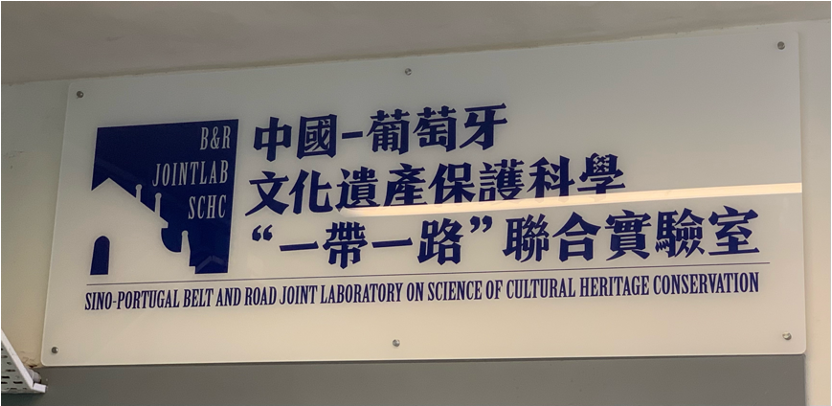 B&R
JOINTLAB
SCHC
中國-葡萄牙
文化遺產保護科學
“一帶一路”聯合實驗室
SINO-PORTUGAL BELT AND ROAD JOINT LABORATORY ON SCIENCE OF CULTURAL HERITAGE CONSERVATION